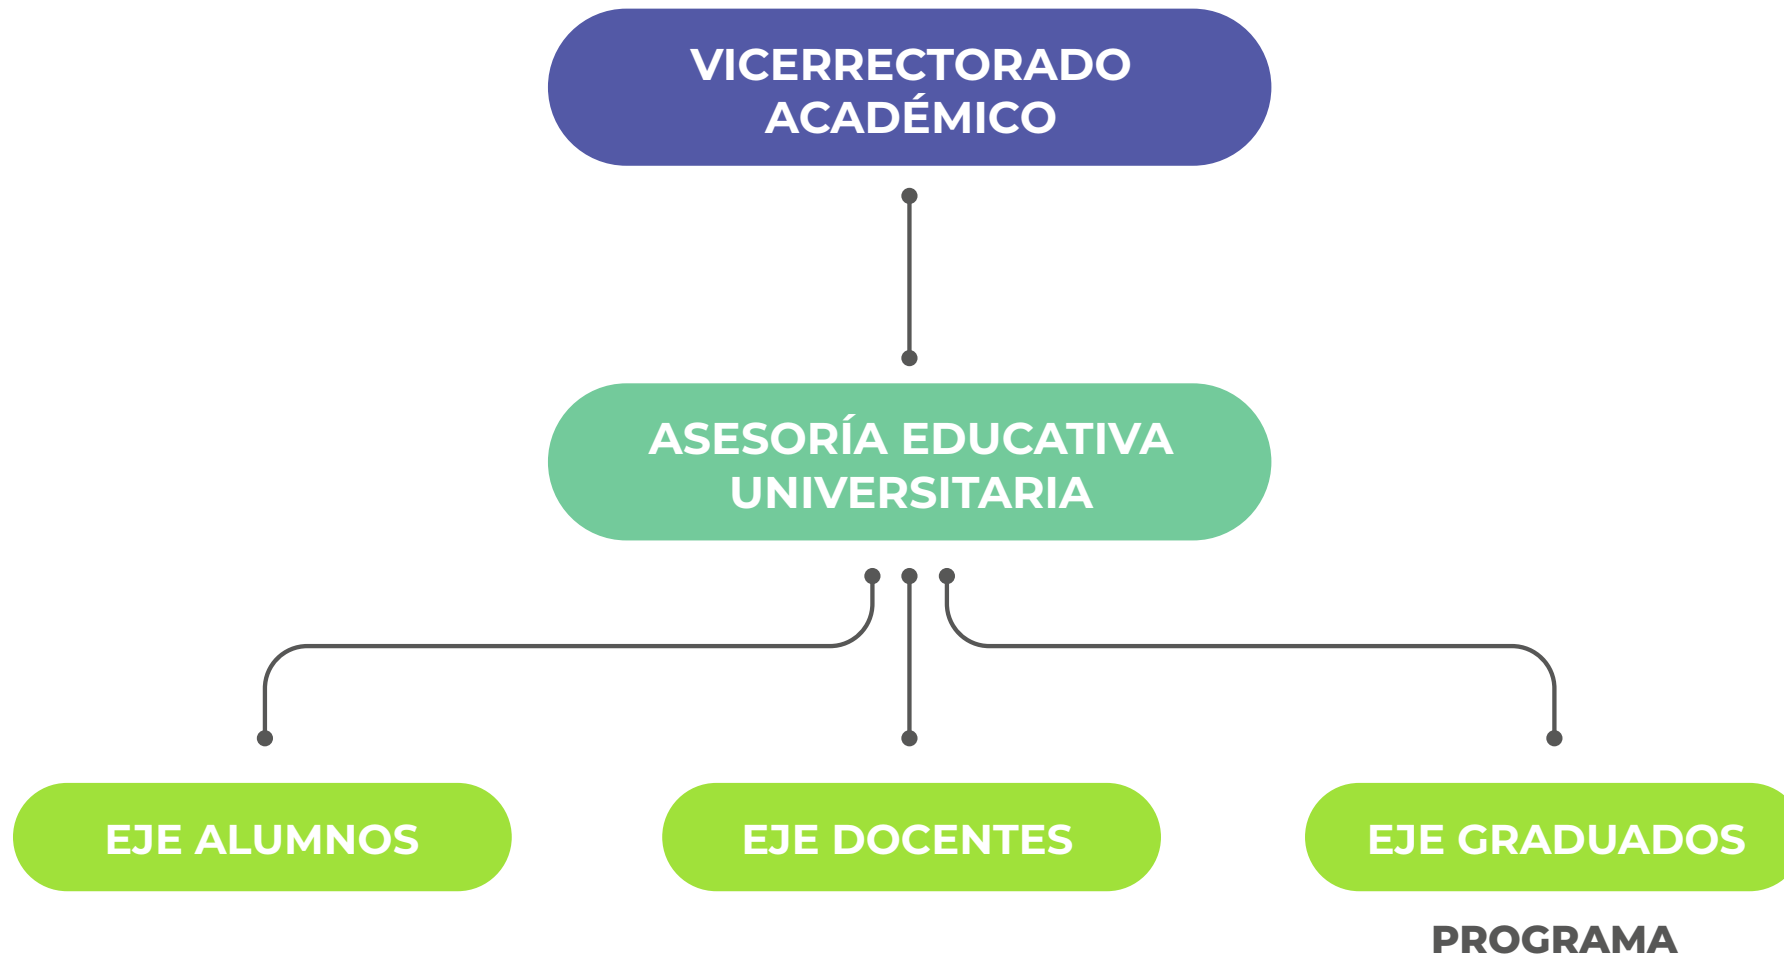 VICERRECTORADO
ACADÉMICO
ASESORÍA EDUCATIVA
UNIVERSITARIA
EJE ALUMNOS
EJE DOCENTES
EJE GRADUADOS
PROGRAMA